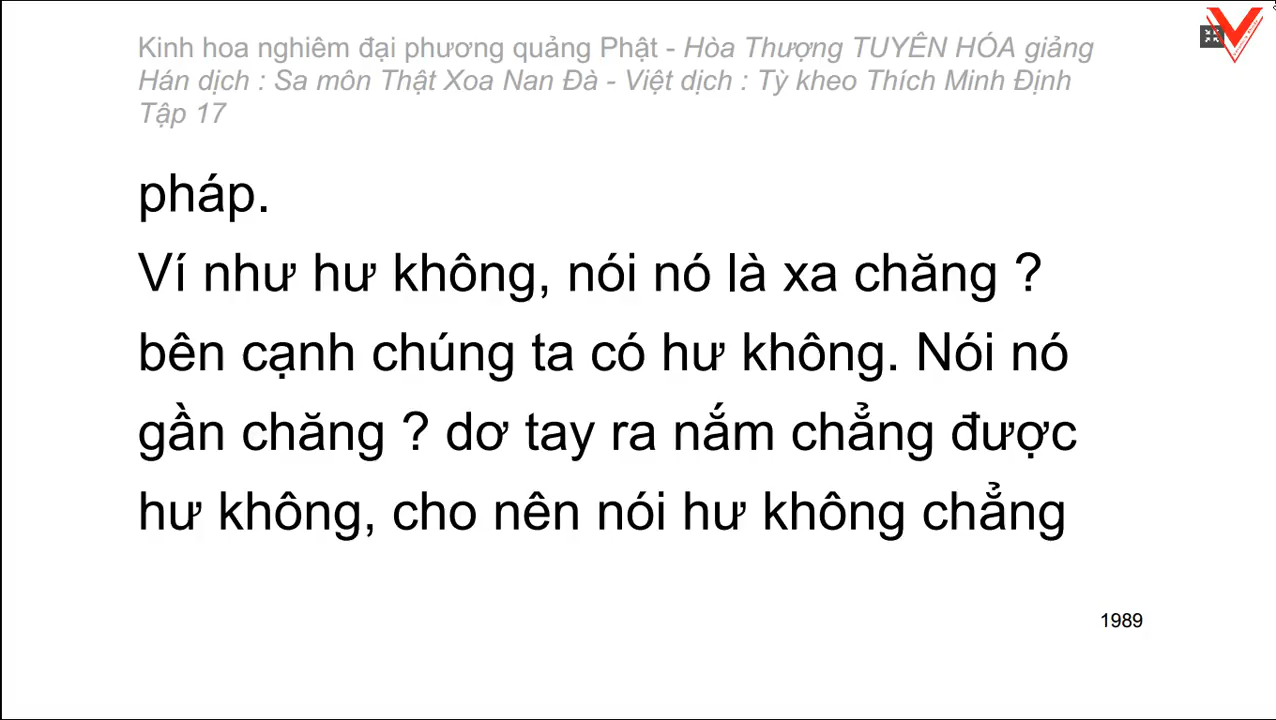 Kinh hoa nghiêm đại phương quảng Phật - Hòa Thượng TUYÊN HÓA giảng
Hán dịch : Sa môn Thật Xoa Nan Đà - Việt dịch : Tỳ kheo Thích Minh Định
Tập 17
pháp.
Ví như hư không, nói nó là xa chăng ?
bên cạnh chúng ta có hư không. Nói nó
gần chăng ? dơ tay ra nắm chẳng được
hư không, cho nên nói hư không chẳng
1989